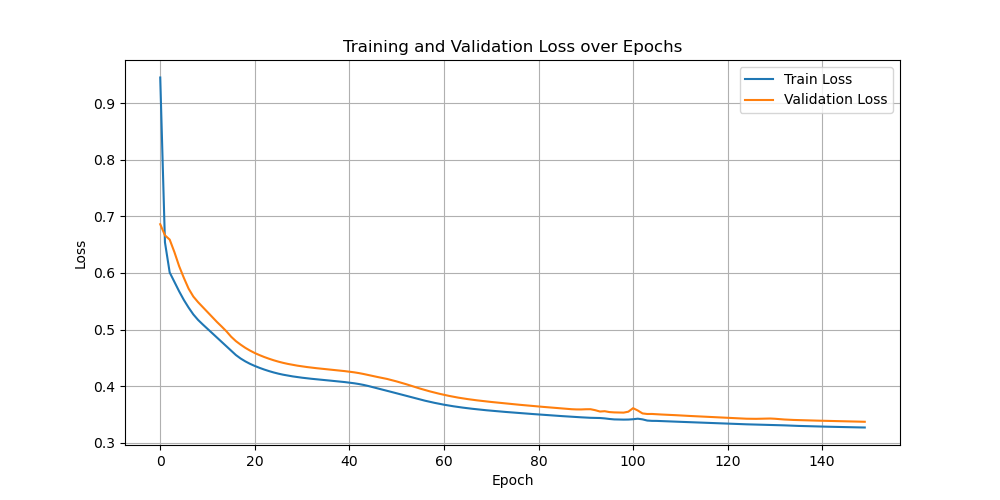 Training and Validation Loss over Epochs
Train Loss
Validation Loss
Loss
0.9
0.8
0.7
0.6
0.5
0.4
0.3
0 20 40 60 80 100 120 140
Epoch